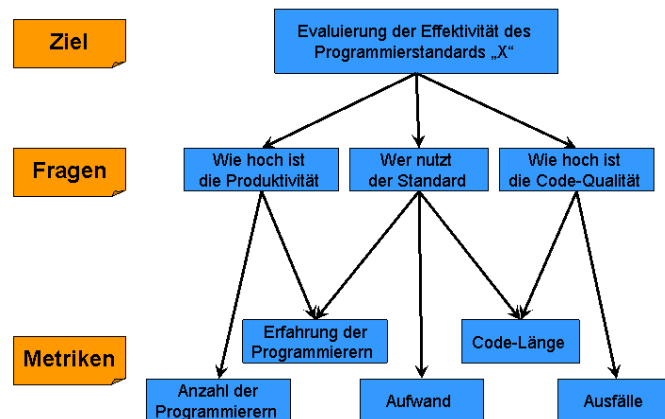 Ziel
Evaluierung der Effektivität des
Programmierstandards „X“
Fragen
Wie hoch ist
die Produktivität
Wer nutzt
der Standard
Wie hoch ist
die Code-Qualität
Metriken
Erfahrung der
Programmierern
Code-Länge
Anzahl der
Programmierern
Aufwand
Ausfälle